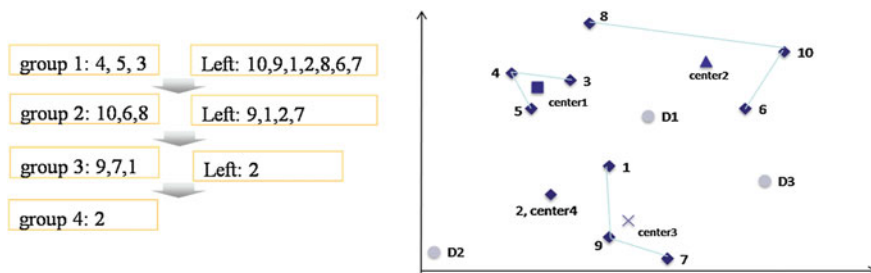 group 1: 4, 5, 3
Left: 10,9,1,2,8,6,7
group 2: 10,6,8
Left: 9,1,2,7
group 3: 9,7,1
Left: 2
group 4: 2
8
10
center2
4
3
center1
5
6
D1
1
D3
2, center4
center3
9
7
D2